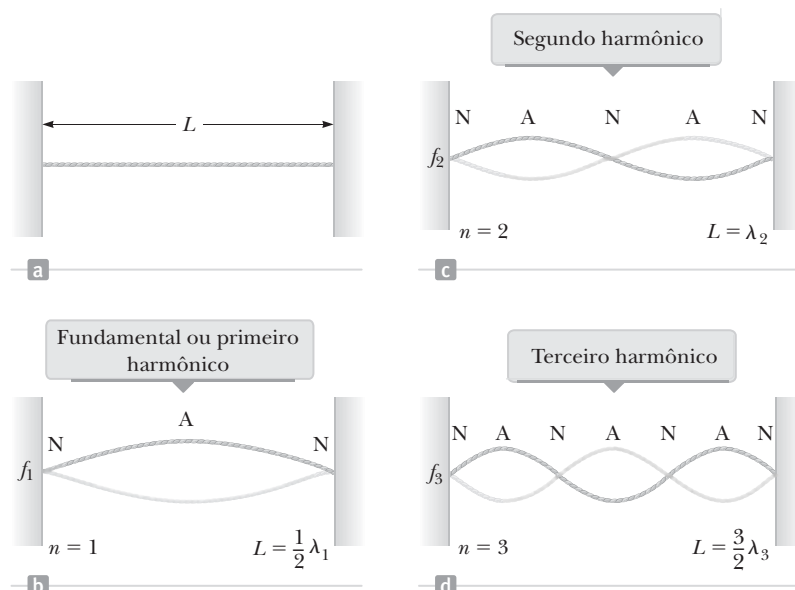 L
a
Segundo harmônico
N A N A N
f₂
n = 2 L = λ₂
c
Fundamental ou primeiro
harmônico
A
N N
f₁
n = 1 L = 1/2 λ₁
b
Terceiro harmônico
N A N A N A N
f₃
n = 3 L = 3/2 λ₃
d